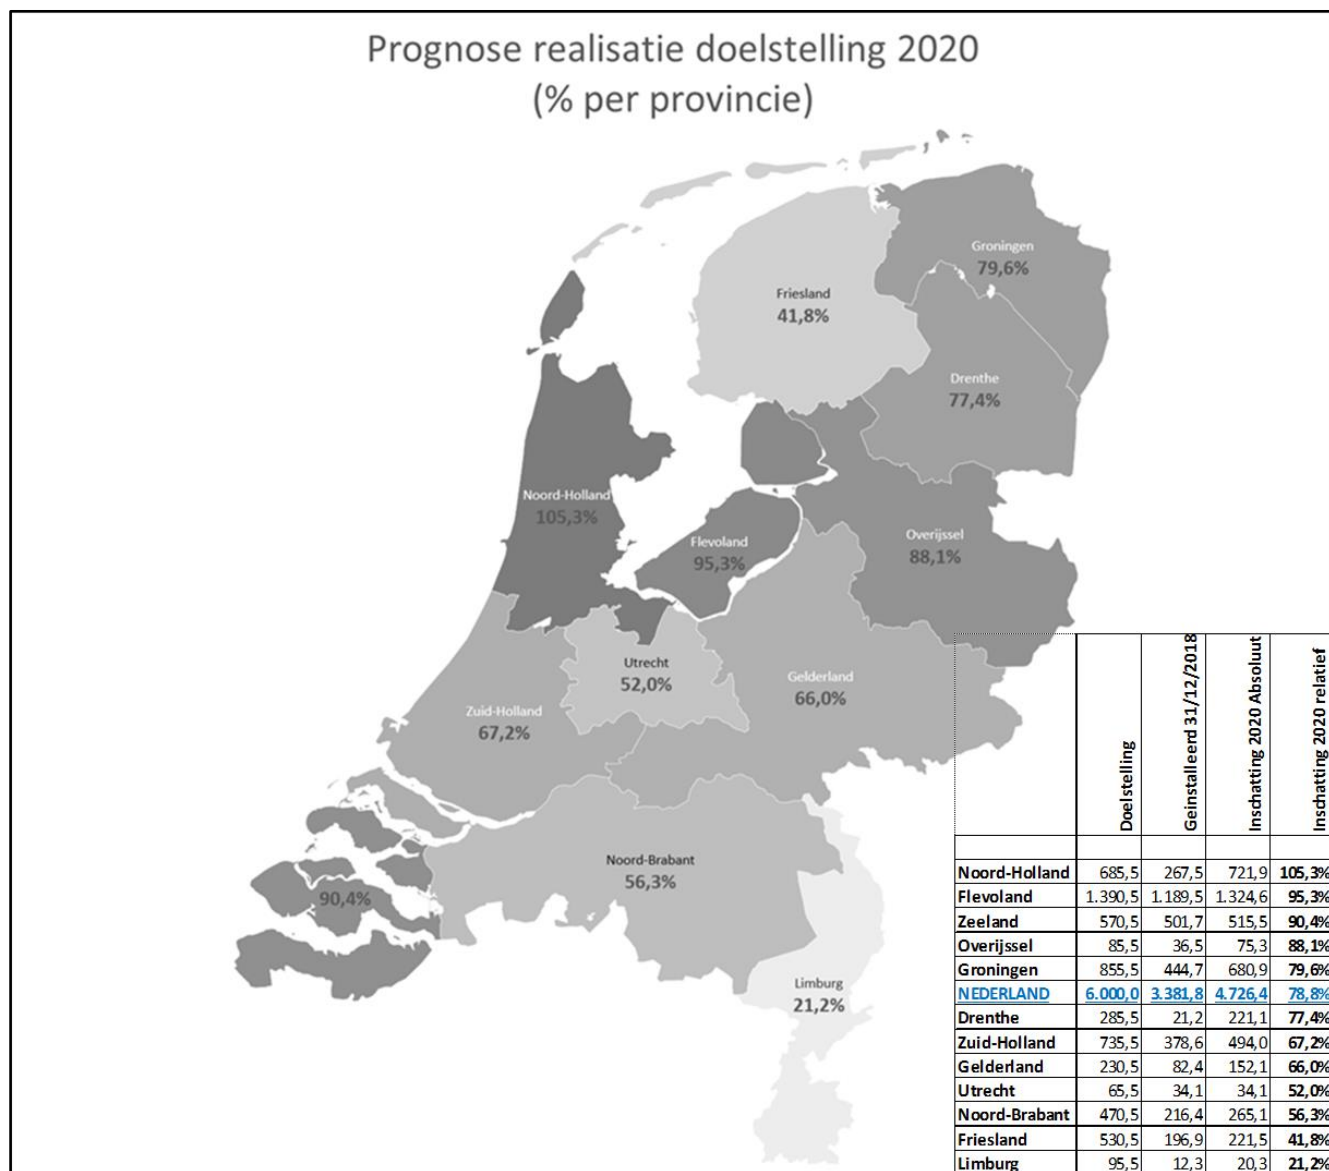 Prognose realisatie doelstelling 2020
(% per provincie)
Groningen
79,6%
Friesland
41,8%
Drenthe
77,4%
Noord-Holland
105,3%
Flevoland
95,3%
Overijssel
88,1%
Utrecht
52,0%
Gelderland
66,0%
Zuid-Holland
67,2%
Noord-Brabant
56,3%
90,4%
Limburg
21,2%
Doelstelling Geinstalleerd 31/12/2018 Inschatting 2020 Absoluut Inschatting 2020 relatief
Noord-Holland 685,5 267,5 721,9 105,3%
Flevoland 1.390,5 1.189,5 1.324,6 95,3%
Zeeland 570,5 501,7 515,5 90,4%
Overijssel 85,5 36,5 75,3 88,1%
Groningen 855,5 444,7 680,9 79,6%
NEDERLAND 6.000,0 3.381,8 4.726,4 78,8%
Drenthe 285,5 21,2 221,1 77,4%
Zuid-Holland 735,5 378,6 494,0 67,2%
Gelderland 230,5 82,4 152,1 66,0%
Utrecht 65,5 34,1 34,1 52,0%
Noord-Brabant 470,5 216,4 265,1 56,3%
Friesland 530,5 196,9 221,5 41,8%
Limburg 95,5 12,3 20,3 21,2%